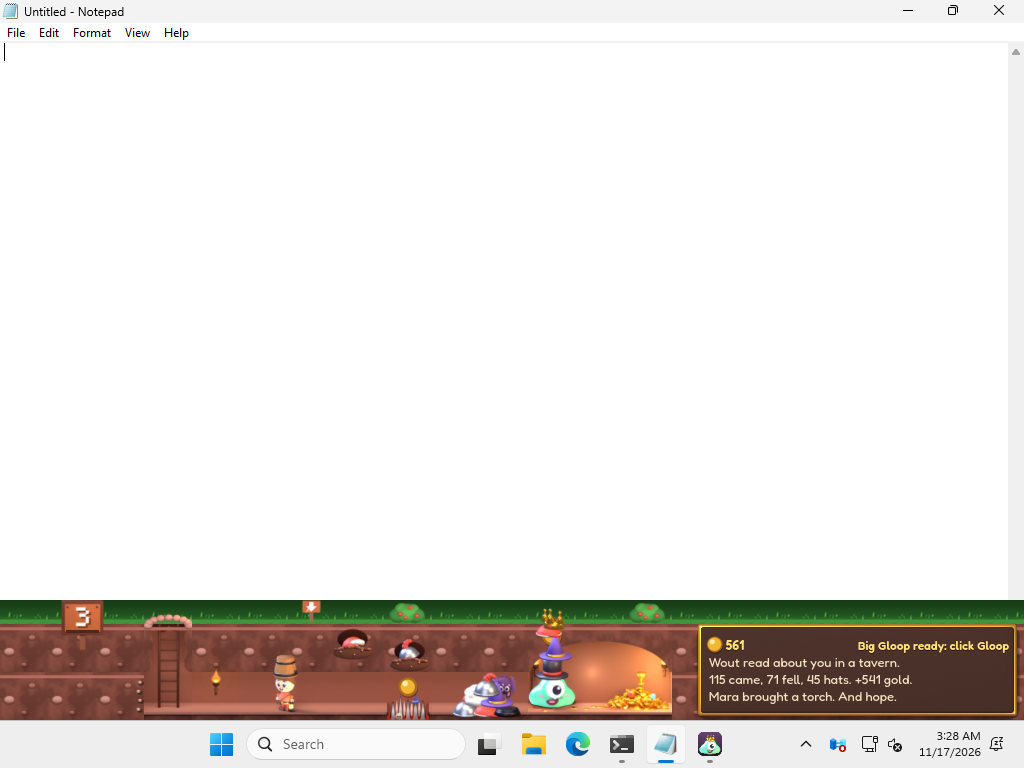 Untitled - Notepad
File Edit Format View Help
3
561 Big Gloop ready: click Gloop
Wout read about you in a tavern.
115 came, 71 fell, 45 hats. +541 gold.
Mara brought a torch. And hope.
Search
3:28 AM
11/17/2026